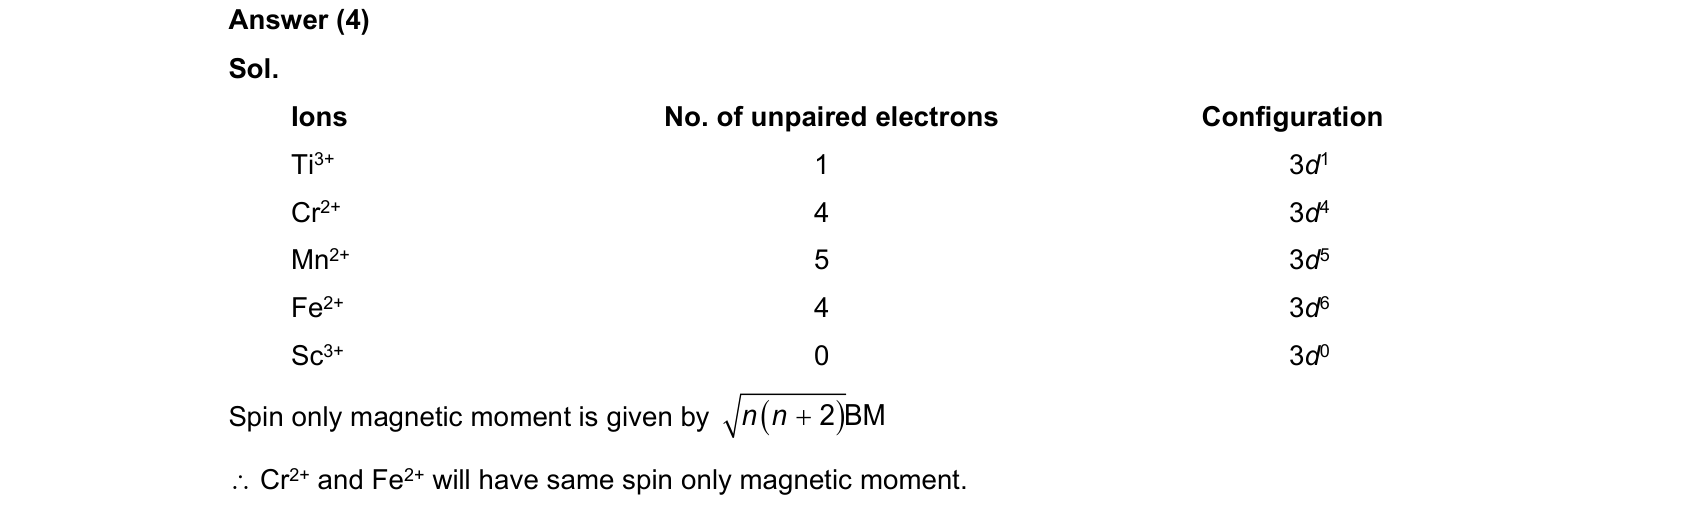 Answer (4)
Sol.
Ions No. of unpaired electrons Configuration
Ti³⁺ 1 3d¹
Cr²⁺ 4 3d⁴
Mn²⁺ 5 3d⁵
Fe²⁺ 4 3d⁶
Sc³⁺ 0 3d⁰
Spin only magnetic moment is given by √(n(n + 2)) BM
∴ Cr²⁺ and Fe²⁺ will have same spin only magnetic moment.